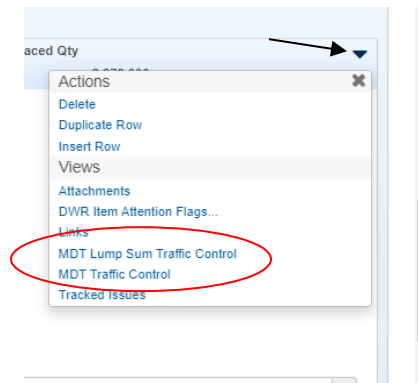 aced Qty
Actions
Delete
Duplicate Row
Insert Row
Views
Attachments
DWR Item Attention Flags...
Links
MDT Lump Sum Traffic Control
MDT Traffic Control
Tracked Issues